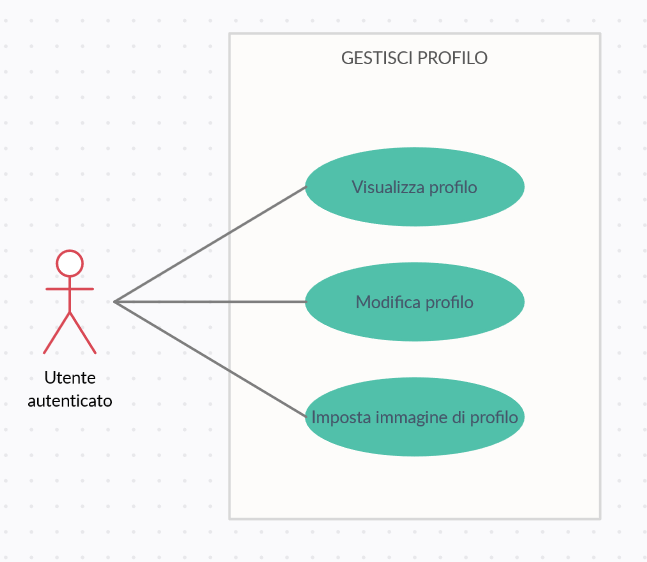 GESTISCI PROFILO
Visualizza profilo
Modifica profilo
Imposta immagine di profilo
Utente
autenticato